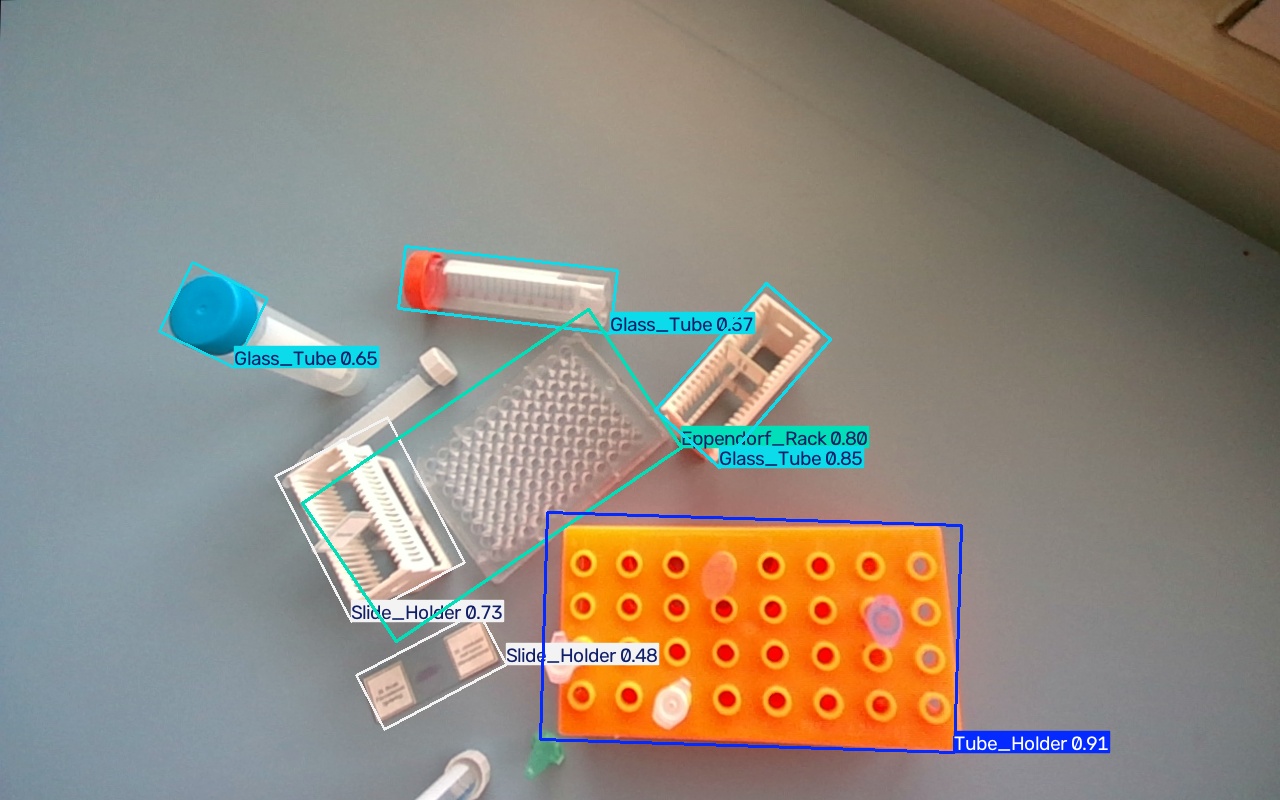 Glass_Tube 0.57
Glass_Tube 0.65
Eppendorf_Rack 0.80
Glass_Tube 0.85
Slide_Holder 0.73
Slide_Holder 0.48
Tube_Holder 0.91